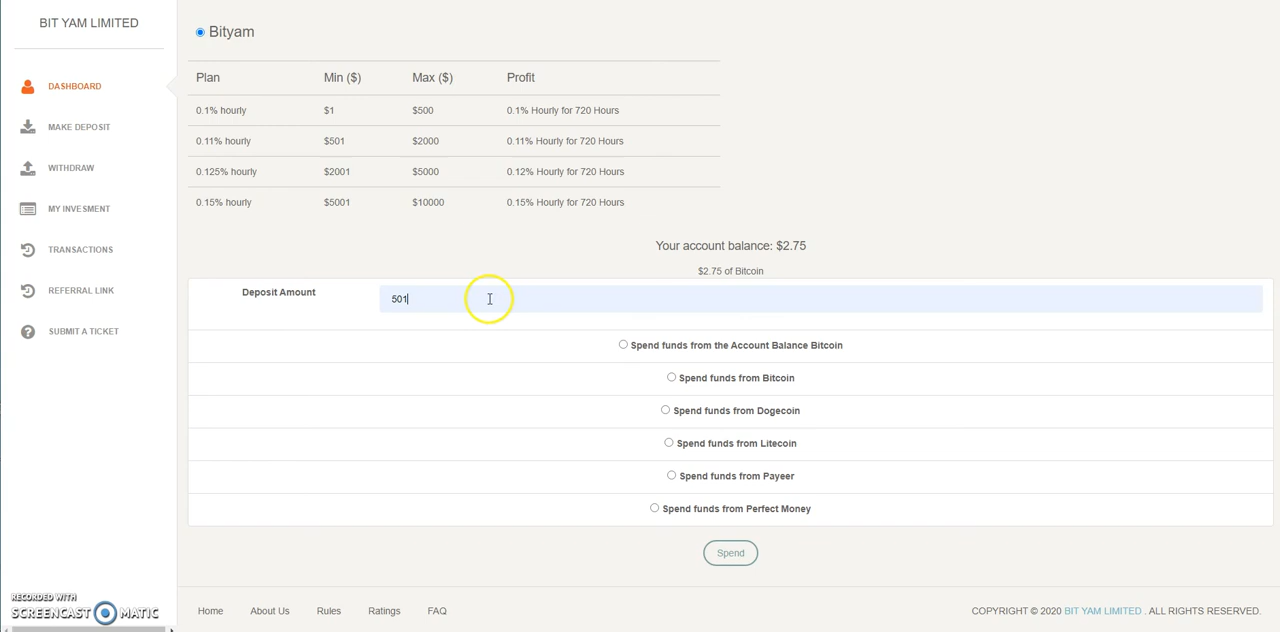 BIT YAM LIMITED
DASHBOARD
MAKE DEPOSIT
WITHDRAW
MY INVESMENT
TRANSACTIONS
REFERRAL LINK
SUBMIT A TICKET
Bityam
Plan Min ($) Max ($) Profit
0.1% hourly $1 $500 0.1% Hourly for 720 Hours
0.11% hourly $501 $2000 0.11% Hourly for 720 Hours
0.125% hourly $2001 $5000 0.12% Hourly for 720 Hours
0.15% hourly $5001 $10000 0.15% Hourly for 720 Hours
Your account balance: $2.75
$2.75 of Bitcoin
Deposit Amount 501
Spend funds from the Account Balance Bitcoin
Spend funds from Bitcoin
Spend funds from Dogecoin
Spend funds from Litecoin
Spend funds from Payeer
Spend funds from Perfect Money
Spend
Home About Us Rules Ratings FAQ
COPYRIGHT © 2020 BIT YAM LIMITED . ALL RIGHTS RESERVED.
RECORDED WITH
SCREENCAST MATIC